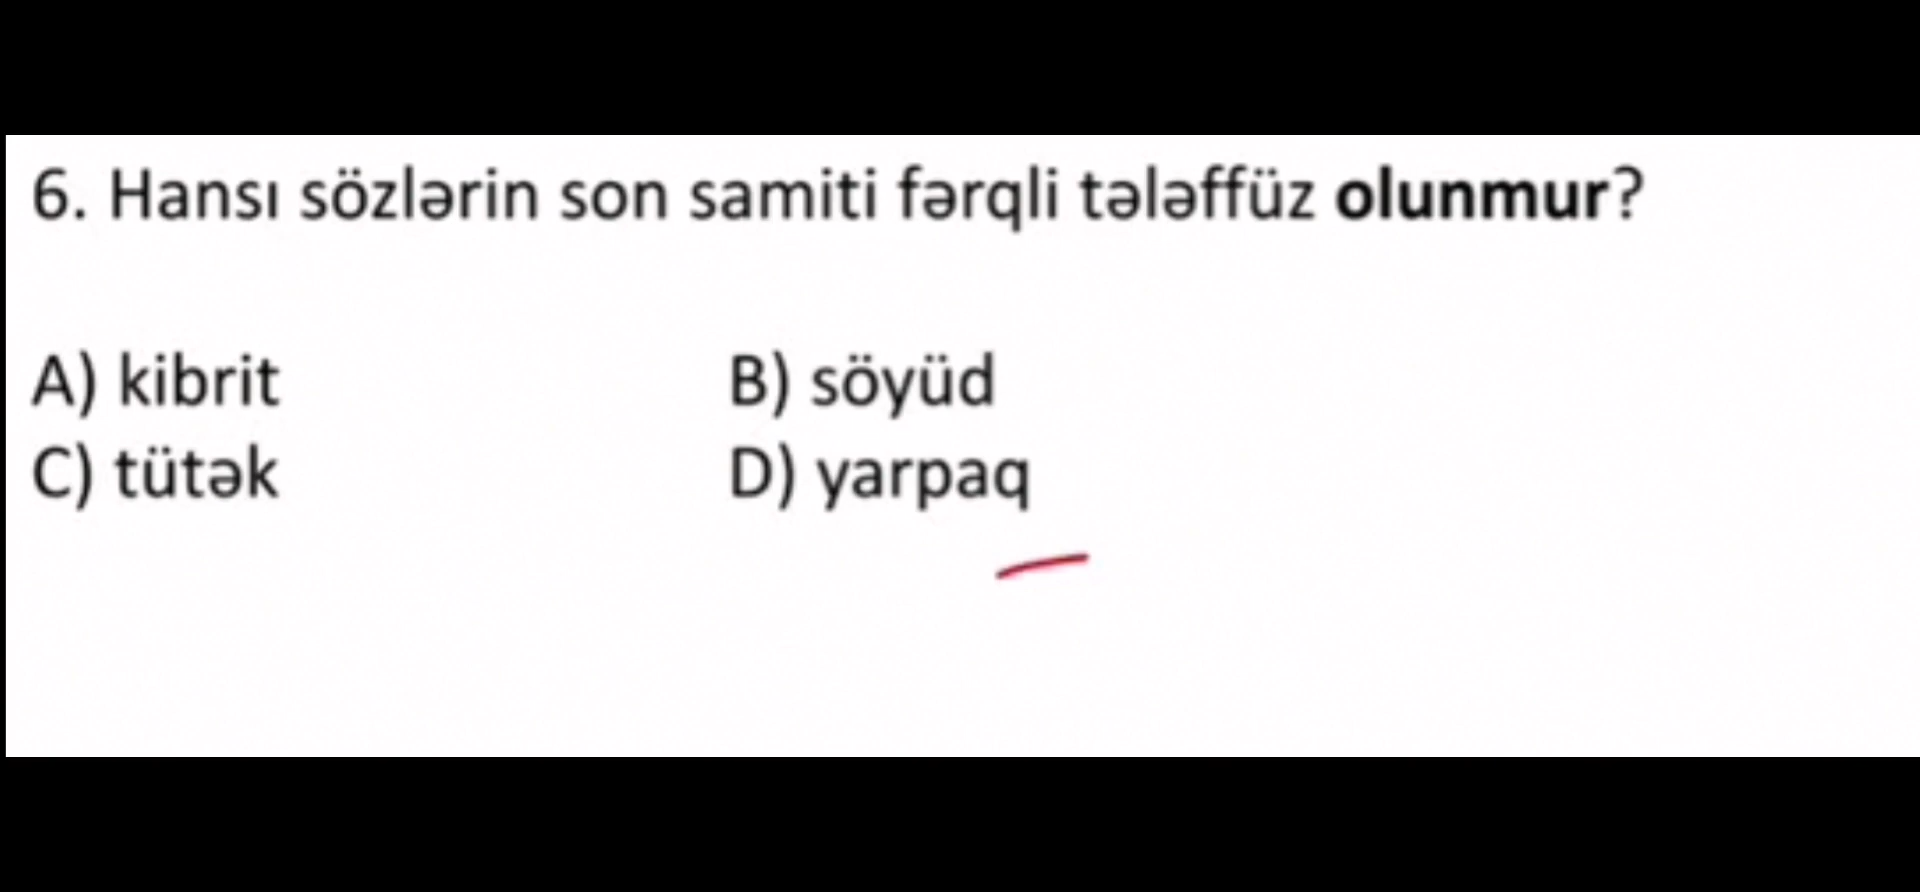 6. Hansı sözlərin son samiti fərqli tələffüz olunmur?
A) kibrit B) söyüd
C) tütək D) yarpaq